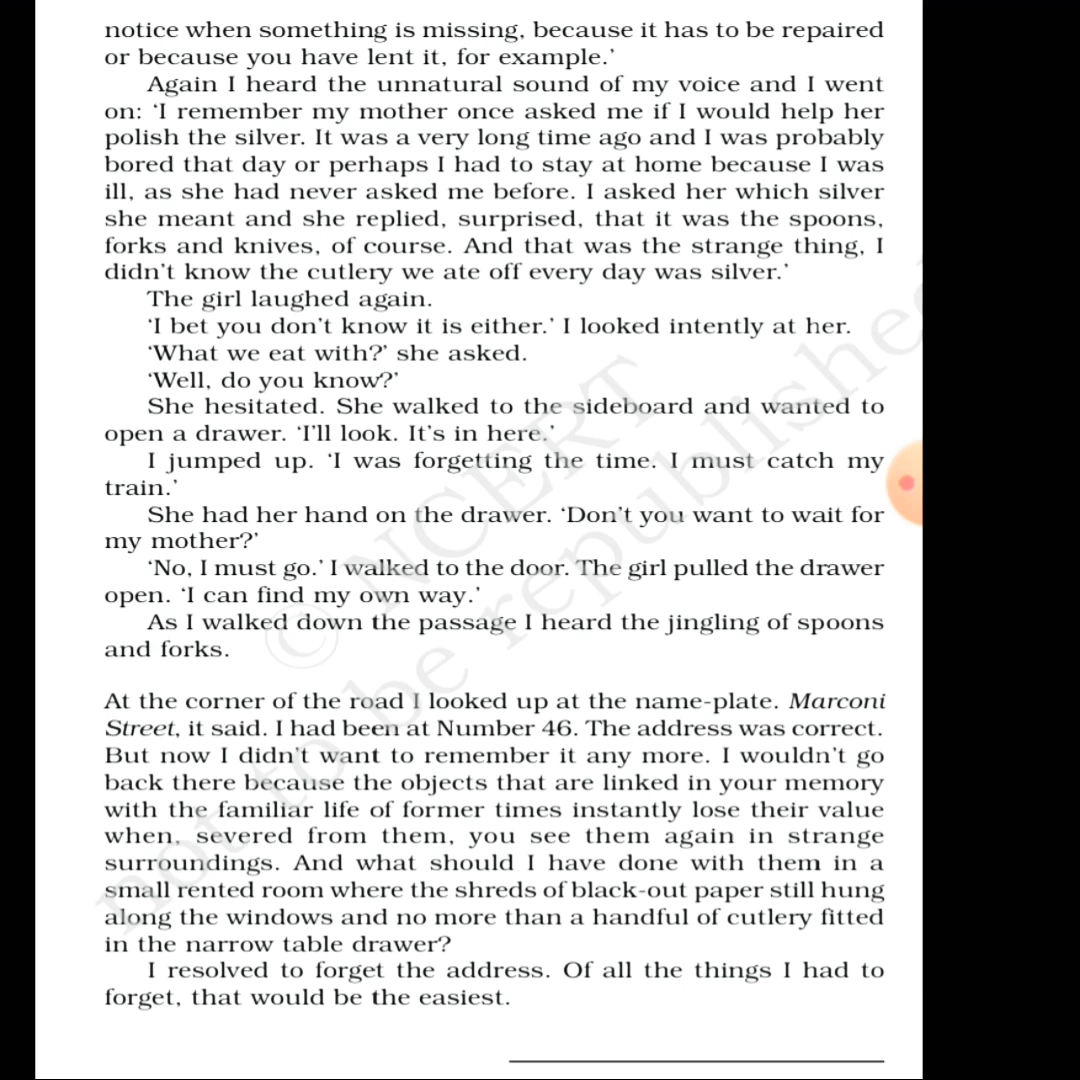 notice when something is missing, because it has to be repaired
or because you have lent it, for example.’
Again I heard the unnatural sound of my voice and I went
on: ‘I remember my mother once asked me if I would help her
polish the silver. It was a very long time ago and I was probably
bored that day or perhaps I had to stay at home because I was
ill, as she had never asked me before. I asked her which silver
she meant and she replied, surprised, that it was the spoons,
forks and knives, of course. And that was the strange thing, I
didn’t know the cutlery we ate off every day was silver.’
The girl laughed again.
‘I bet you don’t know it is either.’ I looked intently at her.
‘What we eat with?’ she asked.
‘Well, do you know?’
She hesitated. She walked to the sideboard and wanted to
open a drawer. ‘I’ll look. It’s in here.’
I jumped up. ‘I was forgetting the time. I must catch my
train.’
She had her hand on the drawer. ‘Don’t you want to wait for
my mother?’
‘No, I must go.’ I walked to the door. The girl pulled the drawer
open. ‘I can find my own way.’
As I walked down the passage I heard the jingling of spoons
and forks.
At the corner of the road I looked up at the name-plate. Marconi
Street, it said. I had been at Number 46. The address was correct.
But now I didn’t want to remember it any more. I wouldn’t go
back there because the objects that are linked in your memory
with the familiar life of former times instantly lose their value
when, severed from them, you see them again in strange
surroundings. And what should I have done with them in a
small rented room where the shreds of black-out paper still hung
along the windows and no more than a handful of cutlery fitted
in the narrow table drawer?
I resolved to forget the address. Of all the things I had to
forget, that would be the easiest.
© NCERT
not to be republished